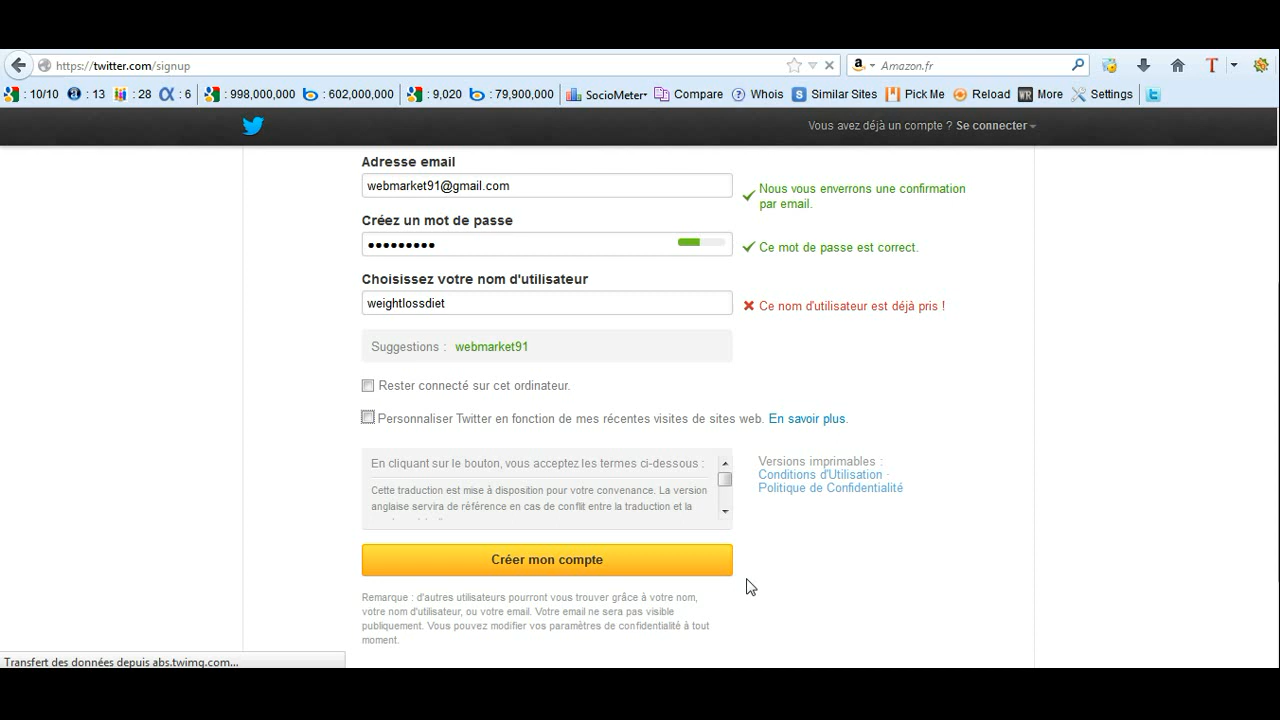 https://twitter.com/signup
Amazon.fr
: 10/10 : 13 : 28 : 6 : 998,000,000 : 602,000,000 : 9,020 : 79,900,000 SocioMeter Compare Whois Similar Sites Pick Me Reload More Settings
Vous avez déjà un compte ? Se connecter
Adresse email
webmarket91@gmail.com
Nous vous enverrons une confirmation
par email.
Créez un mot de passe
●●●●●●●●●
Ce mot de passe est correct.
Choisissez votre nom d'utilisateur
weightlossdiet
Ce nom d'utilisateur est déjà pris !
Suggestions : webmarket91
Rester connecté sur cet ordinateur.
Personnaliser Twitter en fonction de mes récentes visites de sites web. En savoir plus.
En cliquant sur le bouton, vous acceptez les termes ci-dessous :
Cette traduction est mise à disposition pour votre convenance. La version
anglaise servira de référence en cas de conflit entre la traduction et la
Versions imprimables :
Conditions d'Utilisation ·
Politique de Confidentialité
Créer mon compte
Remarque : d'autres utilisateurs pourront vous trouver grâce à votre nom,
votre nom d'utilisateur, ou votre email. Votre email ne sera pas visible
publiquement. Vous pouvez modifier vos paramètres de confidentialité à tout
moment.
Transfert des données depuis abs.twimg.com...